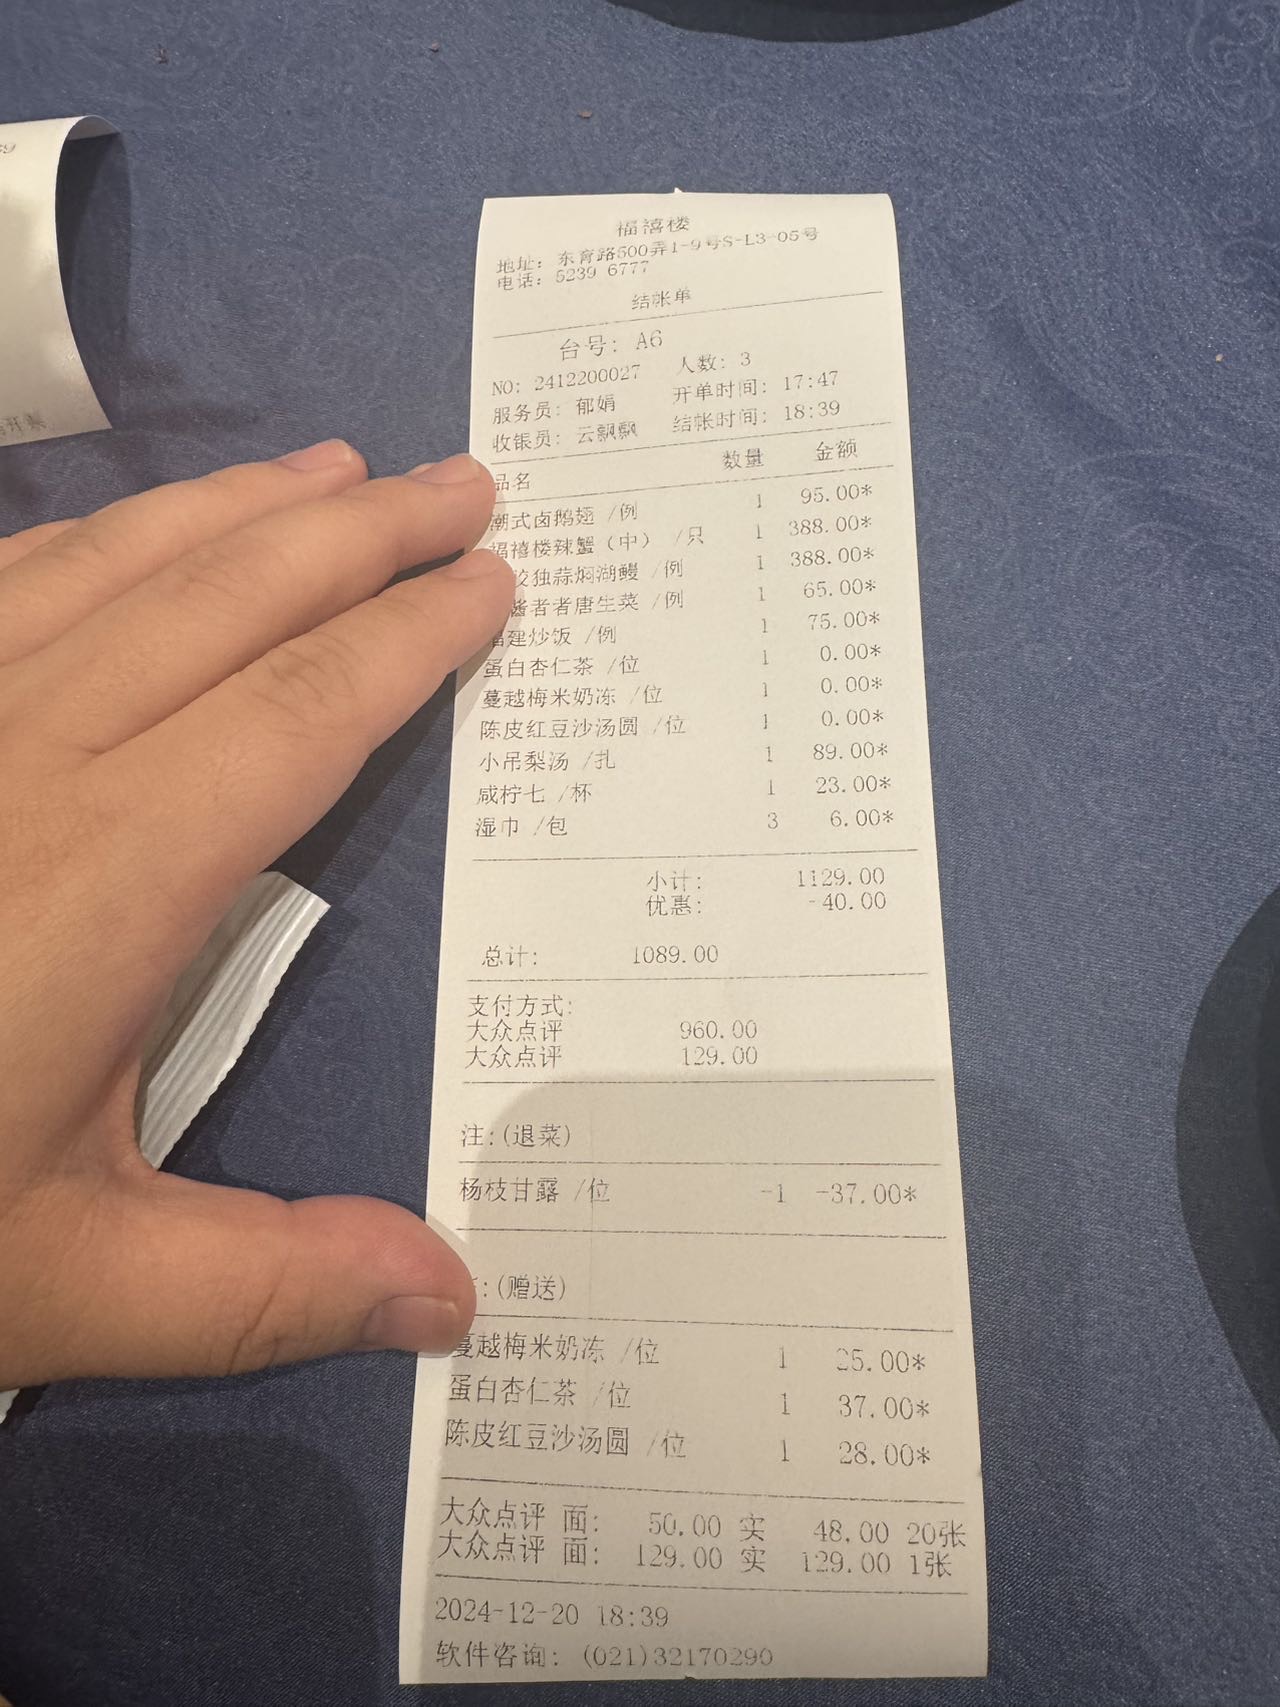 福禧楼
地址: 东育路500弄1-9号S-L3-05号
电话: 5239 6777
结帐单
台号: A6
NO: 2412200027 人数: 3
服务员: 郁娟 开单时间: 17:47
收银员: 云飘飘 结帐时间: 18:39
品名 数量 金额
潮式卤鹅翅 /例 1 95.00*
福禧楼辣蟹（中） /只 1 388.00*
独蒜焖湖鳗 /例 1 388.00*
酱者者唐生菜 /例 1 65.00*
福建炒饭 /例 1 75.00*
蛋白杏仁茶 /位 1 0.00*
蔓越梅米奶冻 /位 1 0.00*
陈皮红豆沙汤圆 /位 1 0.00*
小吊梨汤 /扎 1 89.00*
咸柠七 /杯 1 23.00*
湿巾 /包 3 6.00*
小计: 1129.00
优惠: -40.00
总计: 1089.00
支付方式:
大众点评 960.00
大众点评 129.00
注:(退菜)
杨枝甘露 /位 -1 -37.00*
:(赠送)
蔓越梅米奶冻 /位 1 25.00*
蛋白杏仁茶 /位 1 37.00*
陈皮红豆沙汤圆 /位 1 28.00*
大众点评 面: 50.00 实 48.00 20张
大众点评 面: 129.00 实 129.00 1张
2024-12-20 18:39
软件咨询: (021)32170290